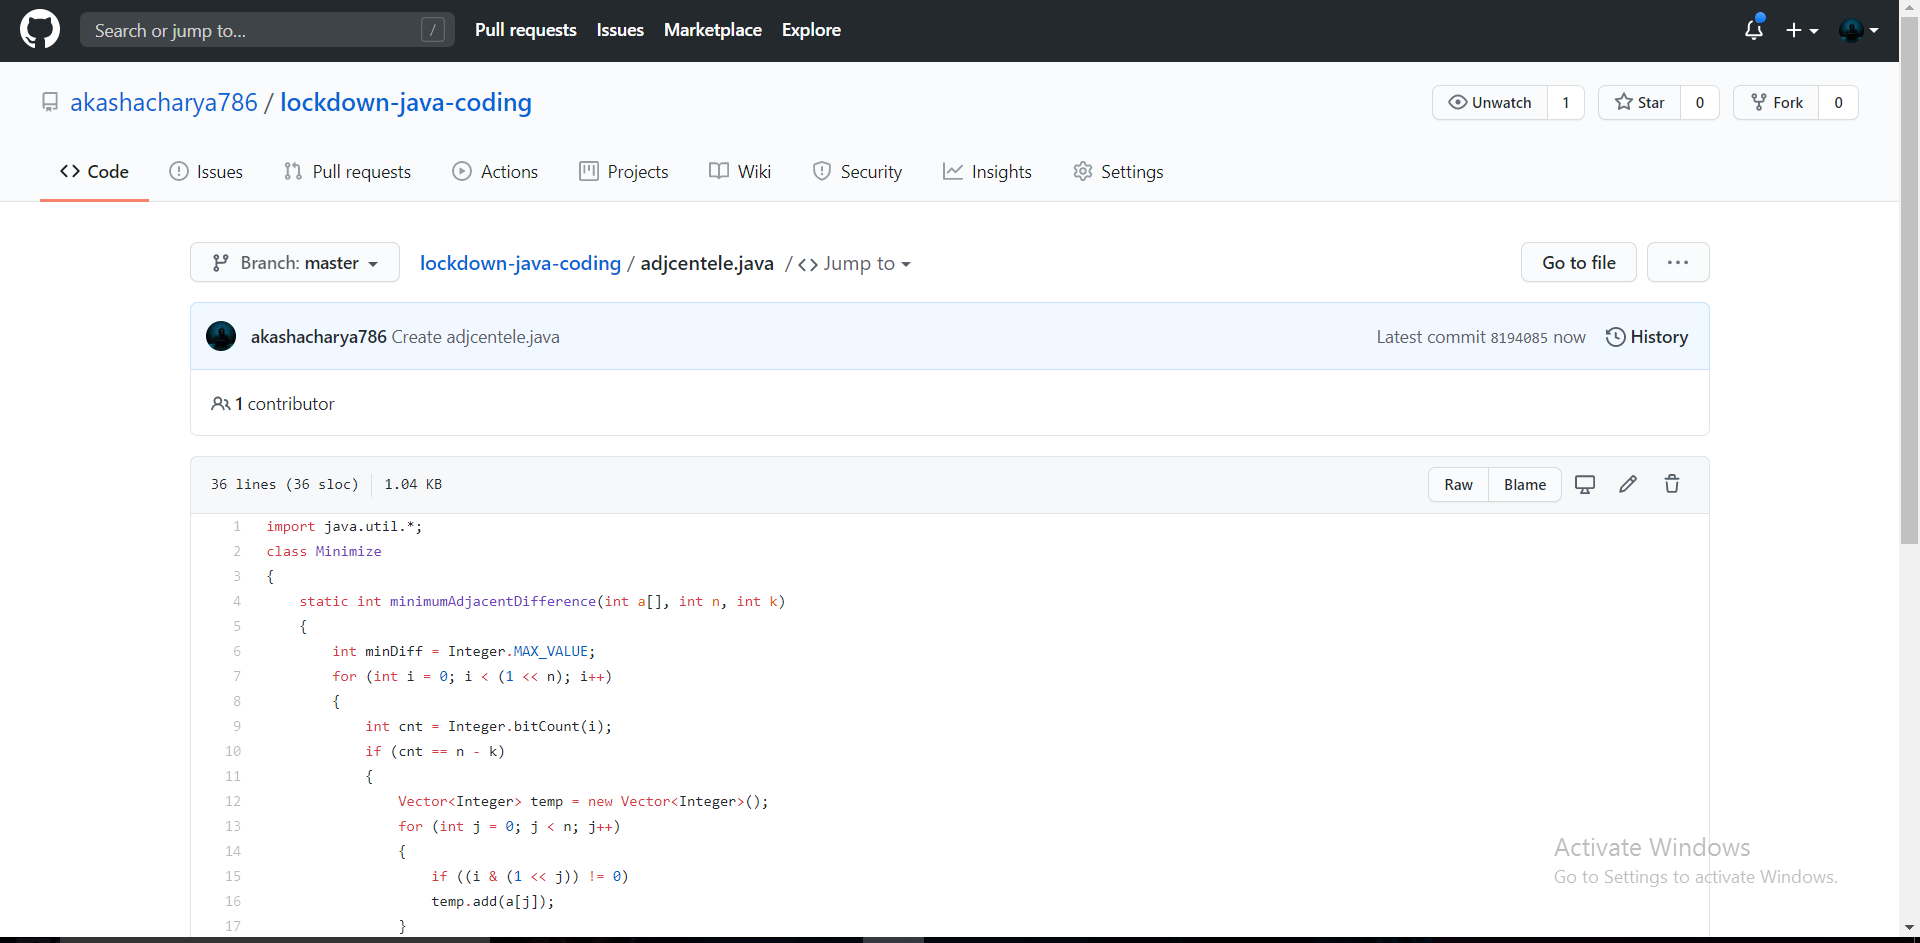 Search or jump to... /
Pull requests Issues Marketplace Explore
akashacharya786 / lockdown-java-coding
Unwatch 1 Star 0 Fork 0
Code Issues Pull requests Actions Projects Wiki Security Insights Settings
Branch: master lockdown-java-coding / adjcentele.java / <> Jump to
Go to file ...
akashacharya786 Create adjcentele.java
Latest commit 8194085 now History
1 contributor
36 lines (36 sloc) 1.04 KB
Raw Blame
1 import java.util.*;
2 class Minimize
3 {
4 static int minimumAdjacentDifference(int a[], int n, int k)
5 {
6 int minDiff = Integer.MAX_VALUE;
7 for (int i = 0; i < (1 << n); i++)
8 {
9 int cnt = Integer.bitCount(i);
10 if (cnt == n - k)
11 {
12 Vector<Integer> temp = new Vector<Integer>();
13 for (int j = 0; j < n; j++)
14 {
15 if ((i & (1 << j)) != 0)
16 temp.add(a[j]);
17 }
Activate Windows
Go to Settings to activate Windows.